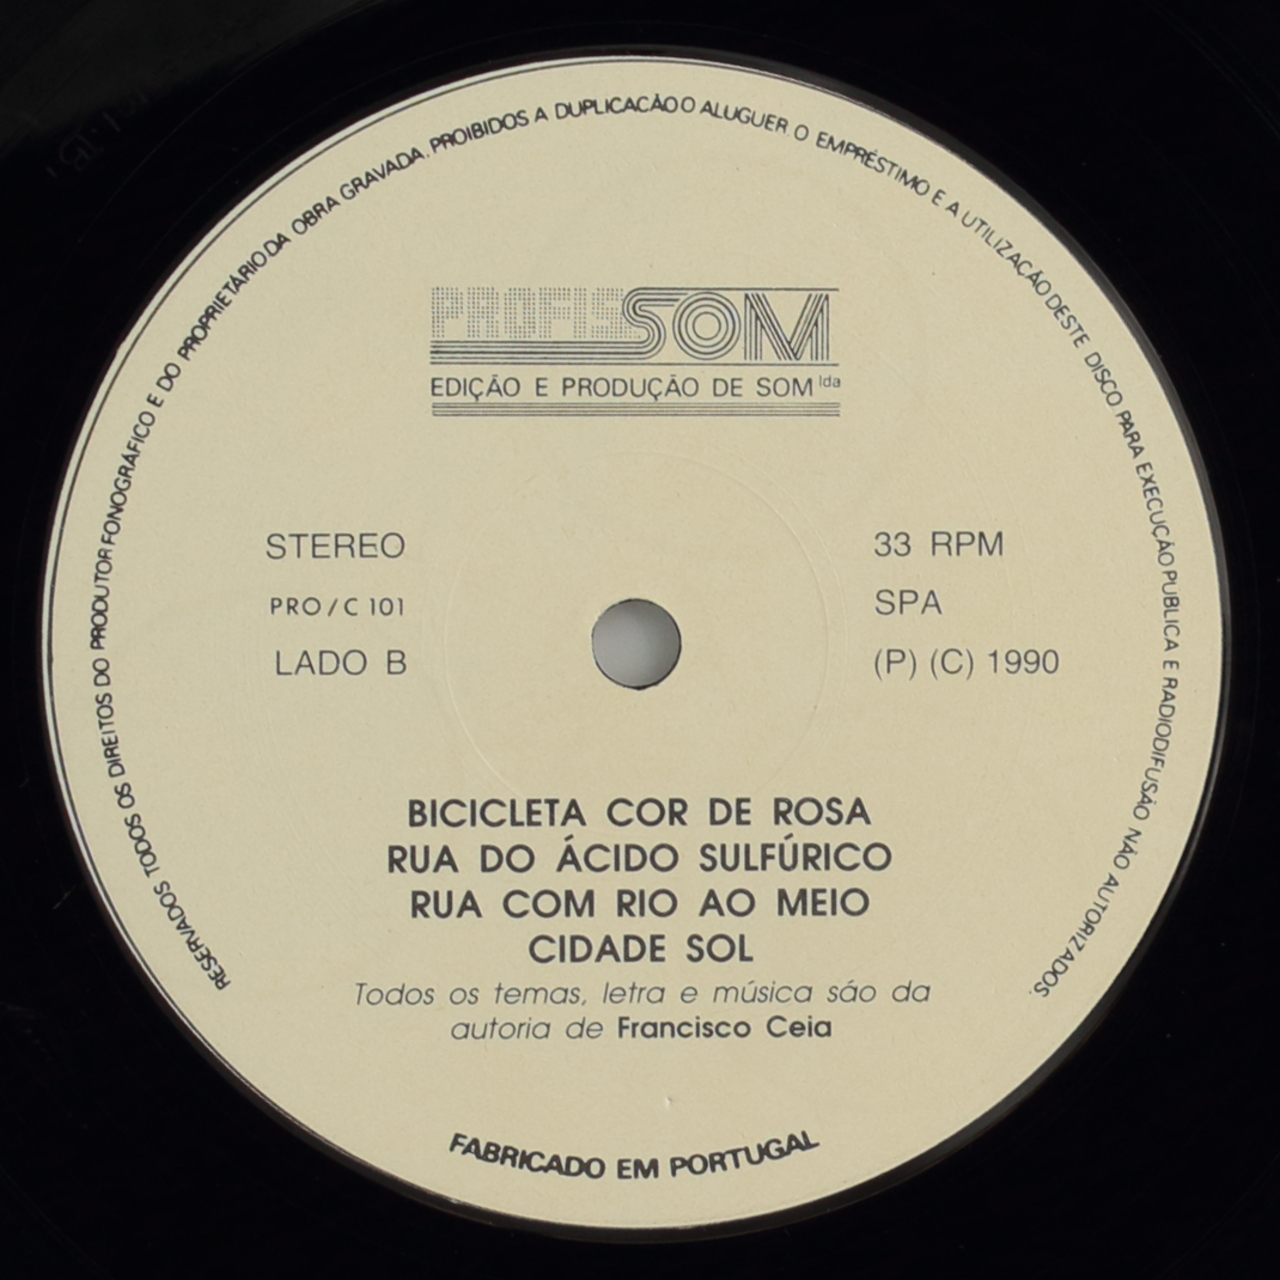 RESERVADOS TODOS OS DIREITOS DO PRODUTOR FONOGRÁFICO E DO PROPRIETÁRIO DA OBRA GRAVADA. PROIBIDOS A DUPLICAÇÃO O ALUGUER. O EMPRÉSTIMO E A UTILIZAÇÃO DESTE DISCO PARA EXECUÇÃO PUBLICA E RADIODIFUSÃO NÃO AUTORIZADOS.
PROFISSOM
EDIÇÃO E PRODUÇÃO DE SOM lda
STEREO 33 RPM
PRO/C 101 SPA
LADO B (P) (C) 1990
BICICLETA COR DE ROSA
RUA DO ÁCIDO SULFÚRICO
RUA COM RIO AO MEIO
CIDADE SOL
Todos os temas, letra e música são da
autoria de Francisco Ceia
FABRICADO EM PORTUGAL